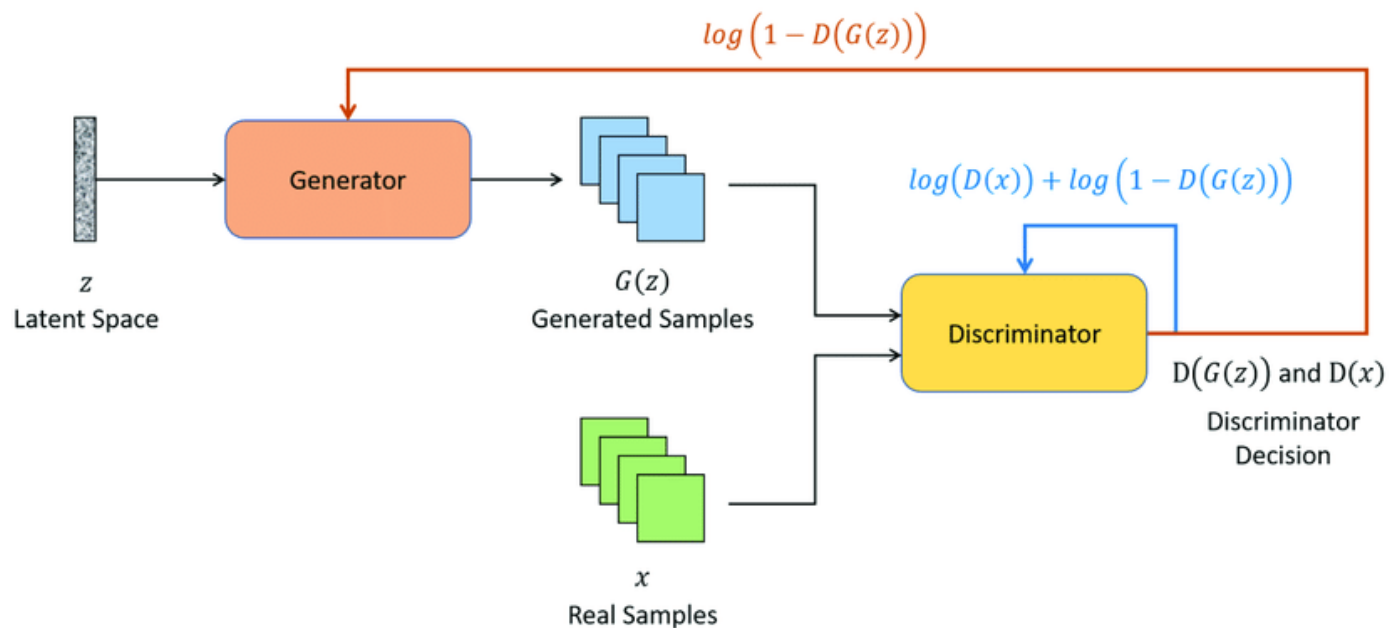 log(1 − D(G(z)))
Generator
z
Latent Space
G(z)
Generated Samples
log(D(x)) + log(1 − D(G(z)))
Discriminator
D(G(z)) and D(x)
Discriminator
Decision
x
Real Samples